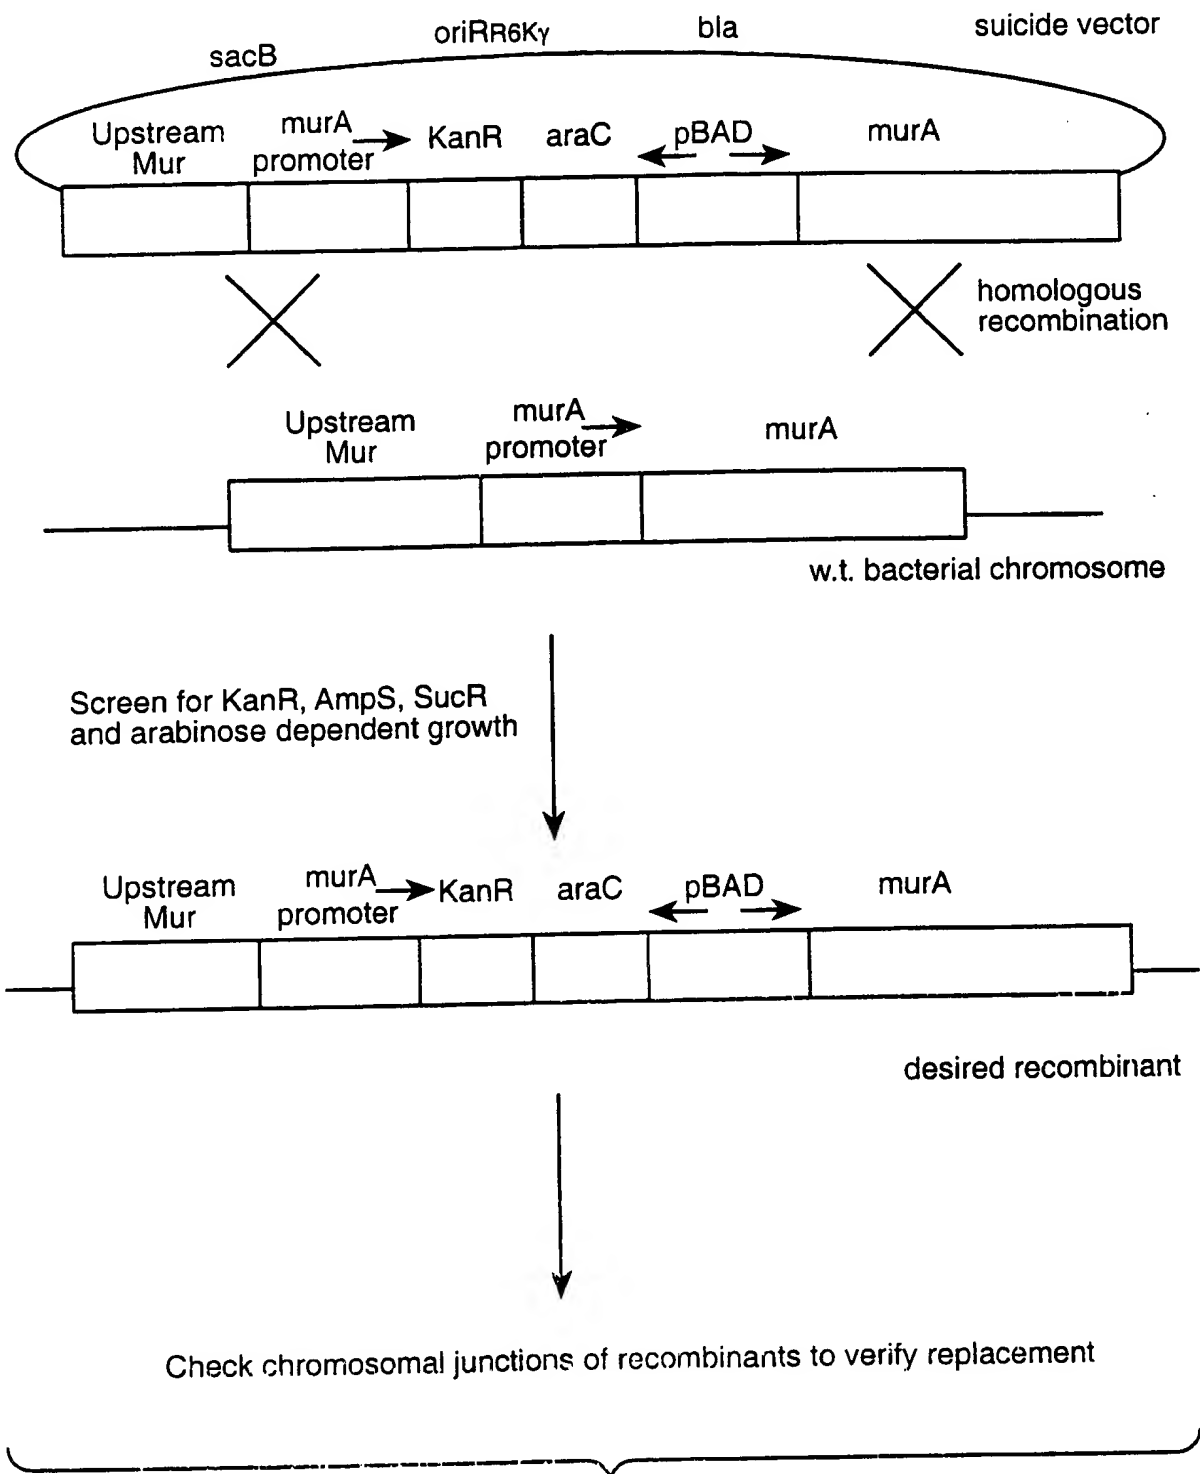 sacB
oriRR6Kγ
bla
suicide vector
Upstream
Mur
murA
promoter
KanR
araC
pBAD
murA
homologous
recombination
Upstream
Mur
murA
promoter
murA
w.t. bacterial chromosome
Screen for KanR, AmpS, SucR
and arabinose dependent growth
Upstream
Mur
murA
promoter
KanR
araC
pBAD
murA
desired recombinant
Check chromosomal junctions of recombinants to verify replacement